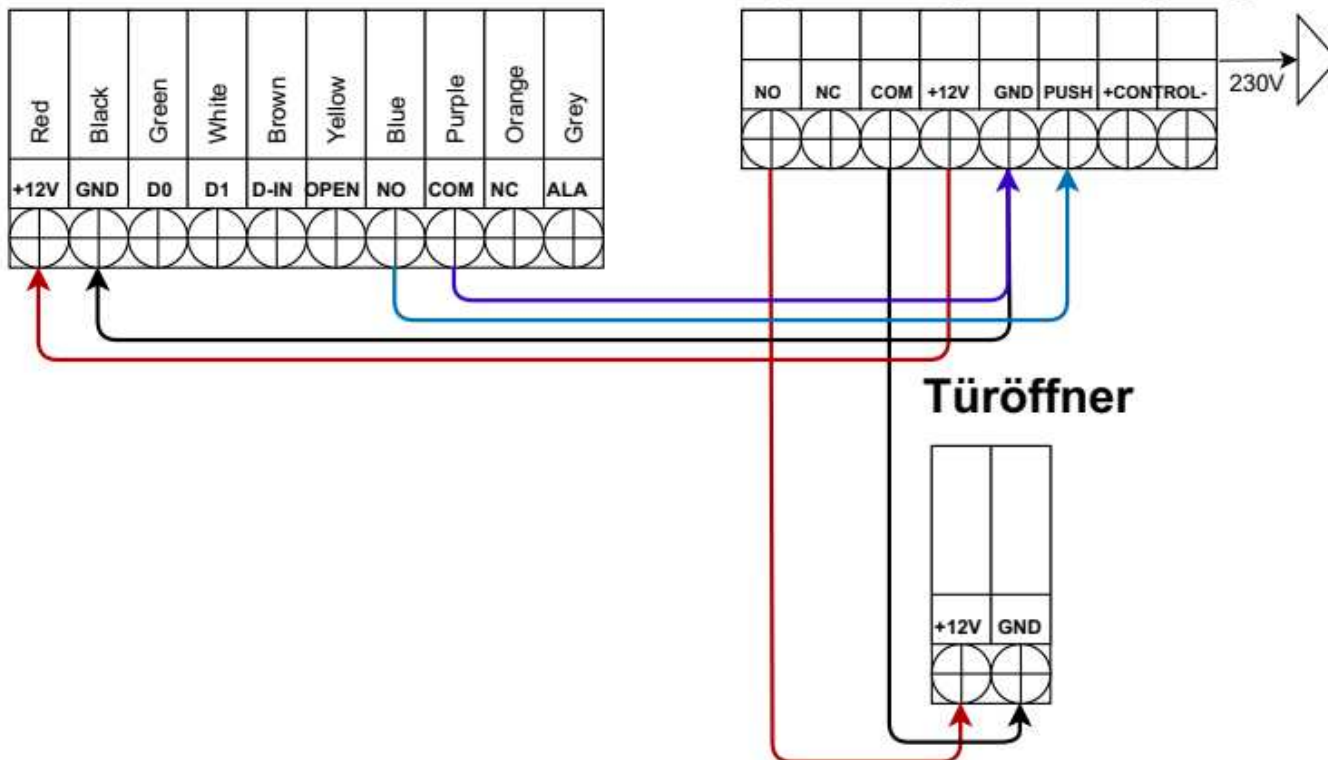 Red Black Green White Brown Yellow Blue Purple Orange Grey
+12V GND D0 D1 D-IN OPEN NO COM NC ALA
NO NC COM +12V GND PUSH +CONTROL-
230V
Türöffner
+12V GND